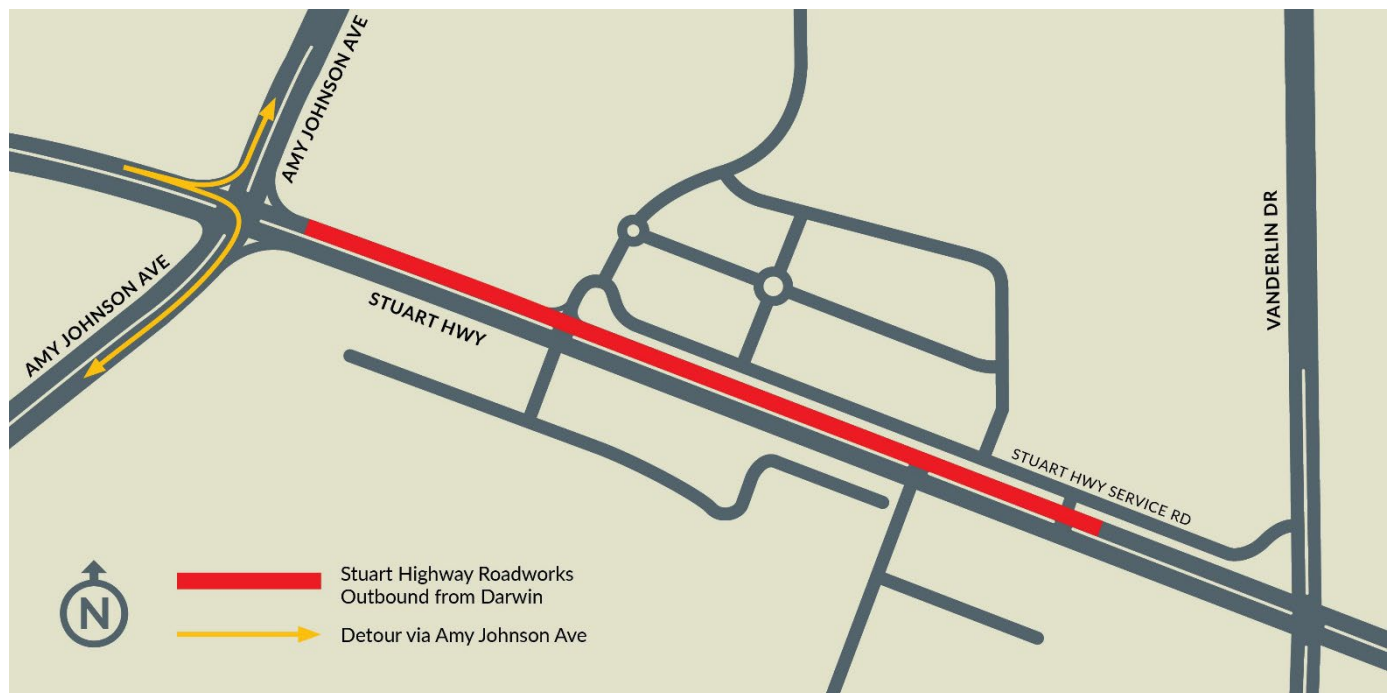 AMY JOHNSON AVE
AMY JOHNSON AVE
STUART HWY
VANDERLIN DR
STUART HWY SERVICE RD
N
Stuart Highway Roadworks
Outbound from Darwin
Detour via Amy Johnson Ave